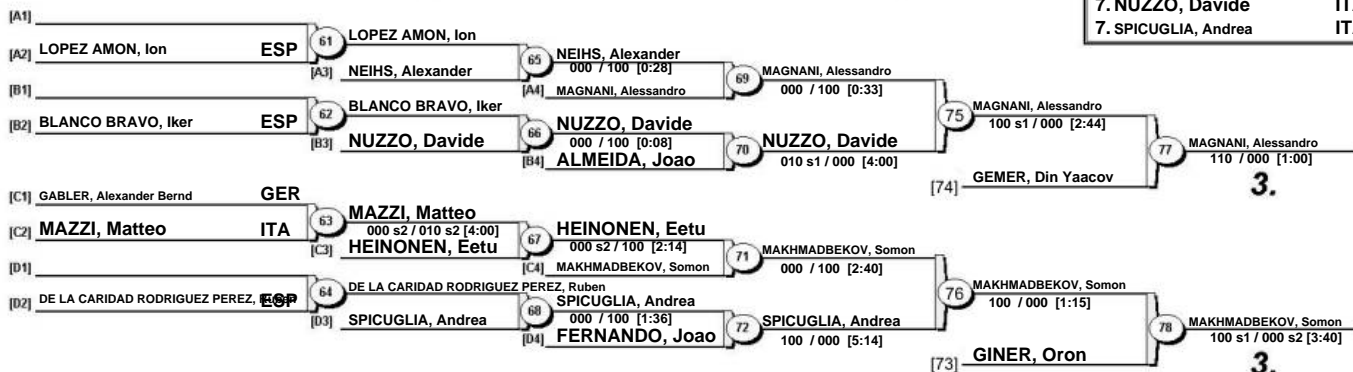 7. NUZZO, Davide
7. SPICUGLIA, Andrea
[A1]
[A2] LOPEZ AMON, Ion ESP
61
LOPEZ AMON, Ion
[A3] NEIHS, Alexander
65
NEIHS, Alexander
000 / 100 [0:28]
[A4] MAGNANI, Alessandro
69
MAGNANI, Alessandro
000 / 100 [0:33]
[B1]
[B2] BLANCO BRAVO, Iker ESP
62
BLANCO BRAVO, Iker
[B3] NUZZO, Davide
66
NUZZO, Davide
000 / 100 [0:08]
[B4] ALMEIDA, Joao
70
NUZZO, Davide
010 s1 / 000 [4:00]
75
MAGNANI, Alessandro
100 s1 / 000 [2:44]
[74] GEMER, Din Yaacov
77
MAGNANI, Alessandro
110 / 000 [1:00]
3.
[C1] GABLER, Alexander Bernd GER
[C2] MAZZI, Matteo ITA
63
MAZZI, Matteo
000 s2 / 010 s2 [4:00]
[C3] HEINONEN, Eetu
67
HEINONEN, Eetu
000 s2 / 100 [2:14]
[C4] MAKHMADBEKOV, Somon
71
MAKHMADBEKOV, Somon
000 / 100 [2:40]
[D1]
[D2] DE LA CARIDAD RODRIGUEZ PEREZ, Ruben ESP
64
DE LA CARIDAD RODRIGUEZ PEREZ, Ruben
[D3] SPICUGLIA, Andrea
68
SPICUGLIA, Andrea
000 / 100 [1:36]
[D4] FERNANDO, Joao
72
SPICUGLIA, Andrea
100 / 000 [5:14]
76
MAKHMADBEKOV, Somon
100 / 000 [1:15]
[73] GINER, Oron
78
MAKHMADBEKOV, Somon
100 s1 / 000 s2 [3:40]
3.